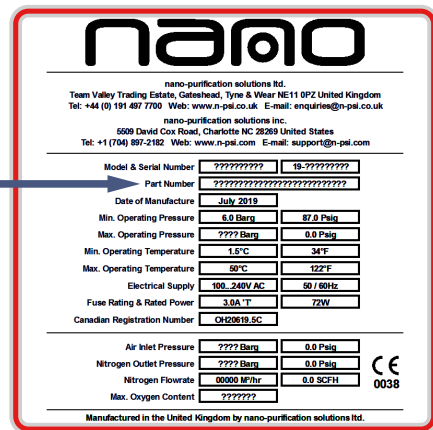 nano
nano-purification solutions ltd.
Team Valley Trading Estate, Gateshead, Tyne & Wear NE11 0PZ United Kingdom
Tel: +44 (0) 191 497 7700 Web: www.n-psi.co.uk E-mail: enquiries@n-psi.co.uk
nano-purification solutions inc.
5509 David Cox Road, Charlotte NC 28269 United States
Tel: +1 (704) 897-2182 Web: www.n-psi.com E-mail: support@n-psi.com
Model & Serial Number ?????????? 19-?????????
Part Number ???????????????????????????
Date of Manufacture July 2019
Min. Operating Pressure 6.0 Barg 87.0 Psig
Max. Operating Pressure ???? Barg 0.0 Psig
Min. Operating Temperature 1.5°C 34°F
Max. Operating Temperature 50°C 122°F
Electrical Supply 100...240V AC 50 / 60Hz
Fuse Rating & Rated Power 3.0A 'T' 72W
Canadian Registration Number OH20619.5C
Air Inlet Pressure ???? Barg 0.0 Psig
Nitrogen Outlet Pressure ???? Barg 0.0 Psig
Nitrogen Flowrate 00000 M³/hr 0.0 SCFH
Max. Oxygen Content ???????
CE
0038
Manufactured in the United Kingdom by nano-purification solutions ltd.